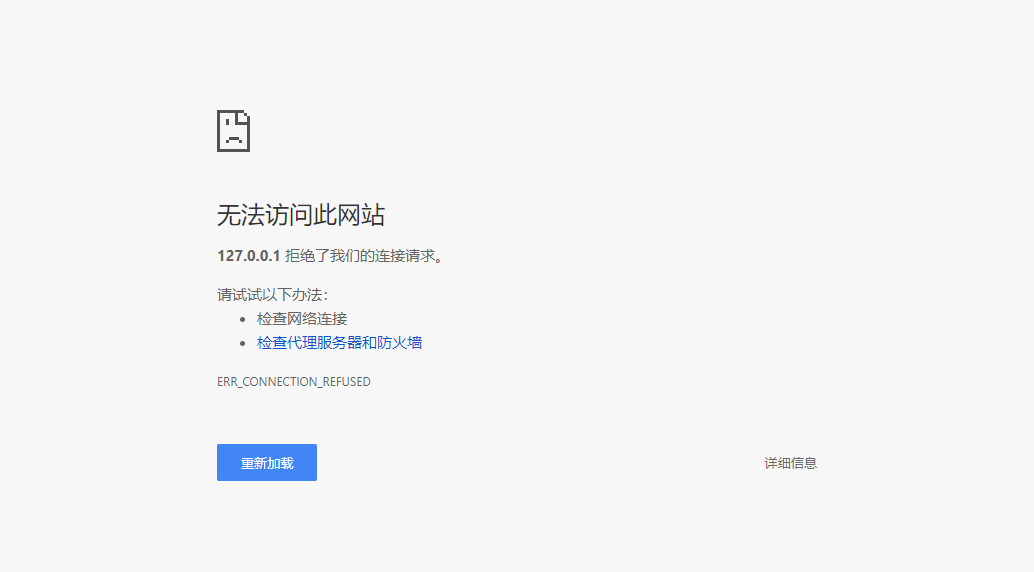 无法访问此网站
127.0.0.1 拒绝了我们的连接请求。
请试试以下办法：
检查网络连接
检查代理服务器和防火墙
ERR_CONNECTION_REFUSED
重新加载
详细信息